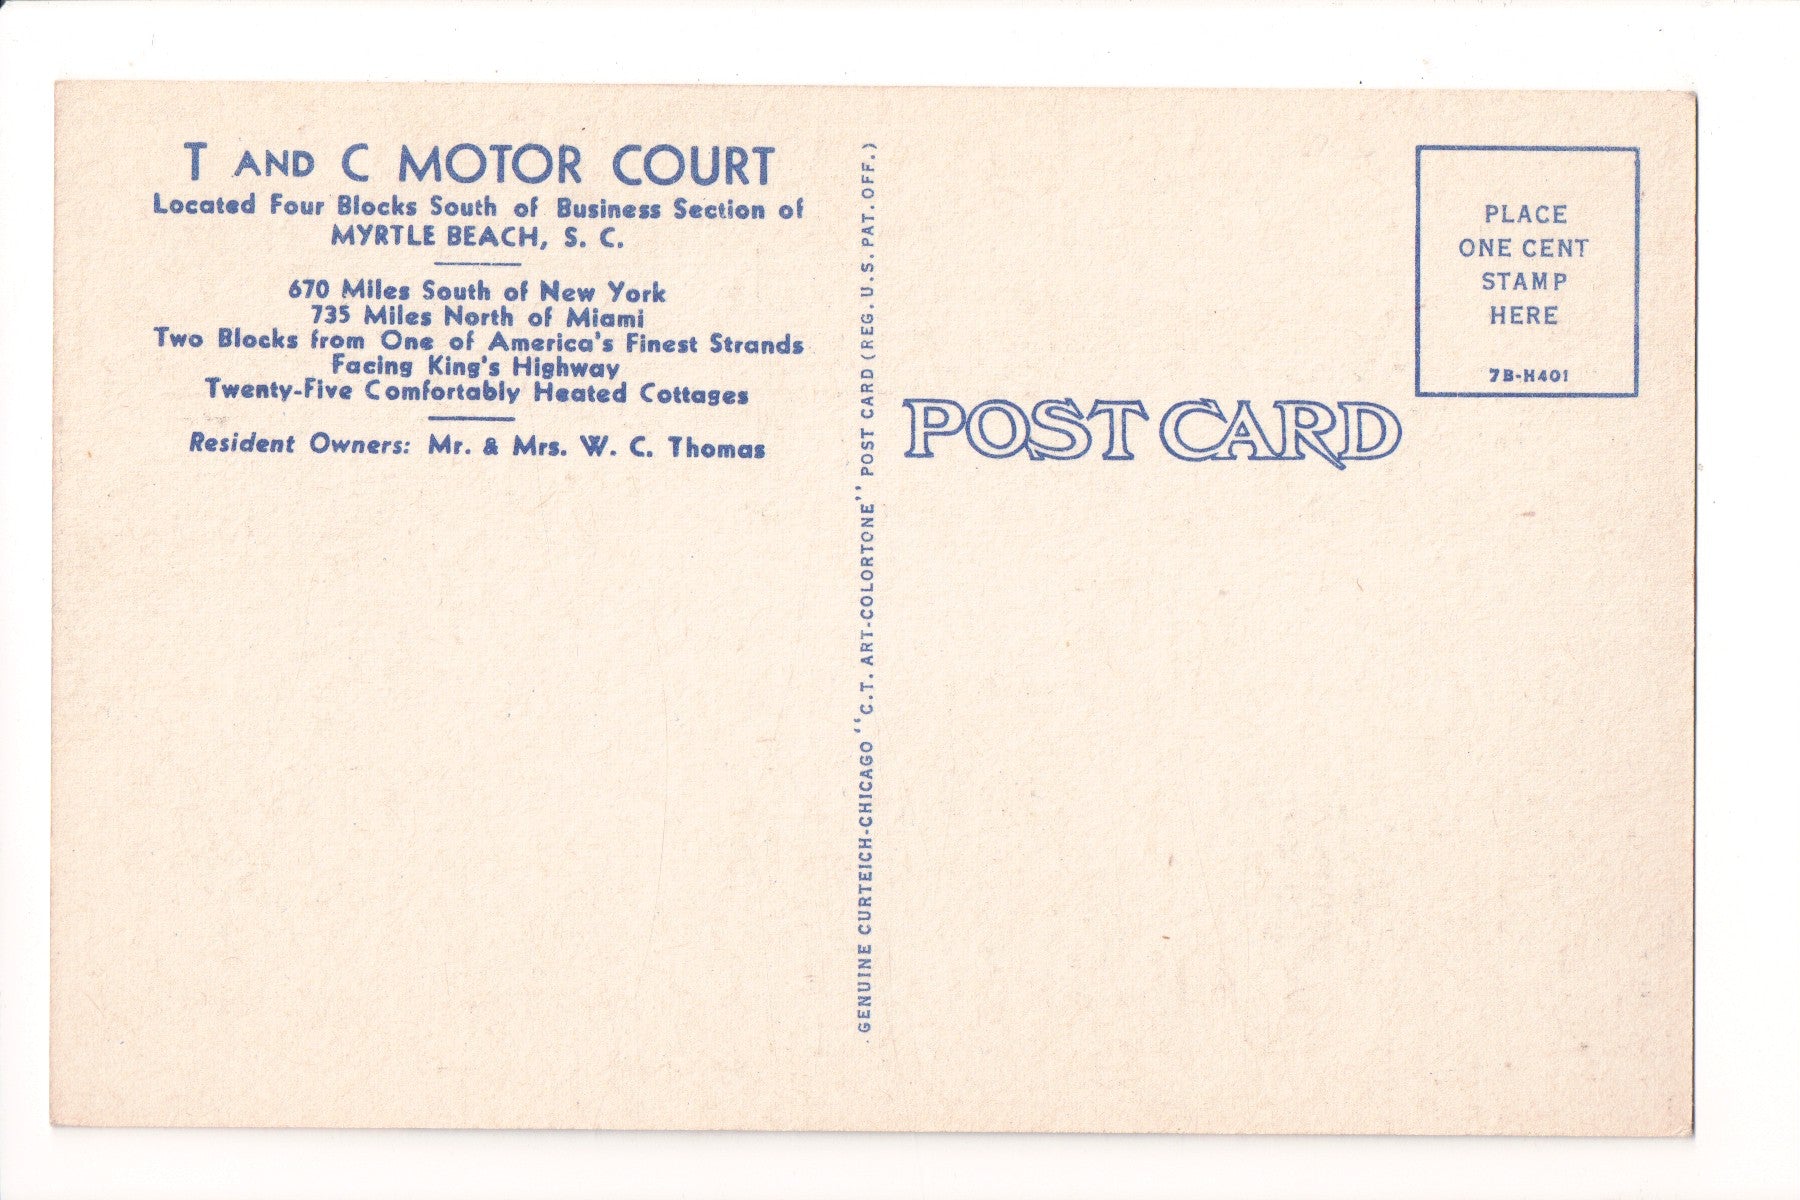 T AND C MOTOR COURT
Located Four Blocks South of Business Section of
MYRTLE BEACH, S. C.
670 Miles South of New York
735 Miles North of Miami
Two Blocks from One of America's Finest Strands
Facing King's Highway
Twenty-Five Comfortably Heated Cottages
Resident Owners: Mr. & Mrs. W. C. Thomas
GENUINE CURTEICH-CHICAGO "C.T. ART-COLORTONE" POST CARD (REG. U.S. PAT. OFF.)
POST CARD
PLACE
ONE CENT
STAMP
HERE
7B-H401